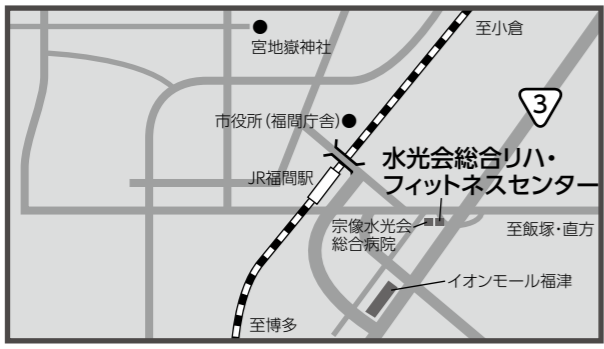 至小倉
宮地嶽神社
3
市役所（福間庁舎）
水光会総合リハ・
フィットネスセンター
JR福間駅
宗像水光会
総合病院
至飯塚・直方
イオンモール福津
至博多